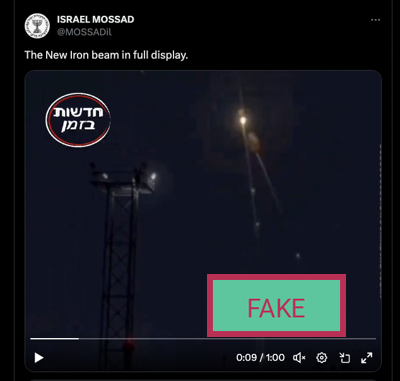 ISRAEL MOSSAD
@MOSSADil
The New Iron beam in full display.
חדשות
בזמן
FAKE
0:09 / 1:00